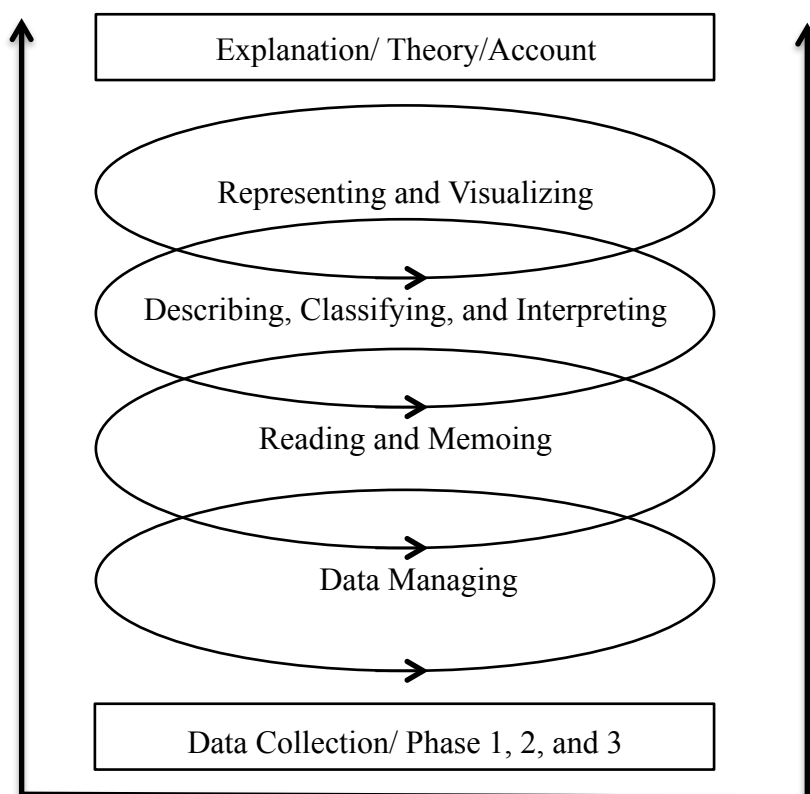 Explanation/ Theory/Account
Representing and Visualizing
Describing, Classifying, and Interpreting
Reading and Memoing
Data Managing
Data Collection/ Phase 1, 2, and 3